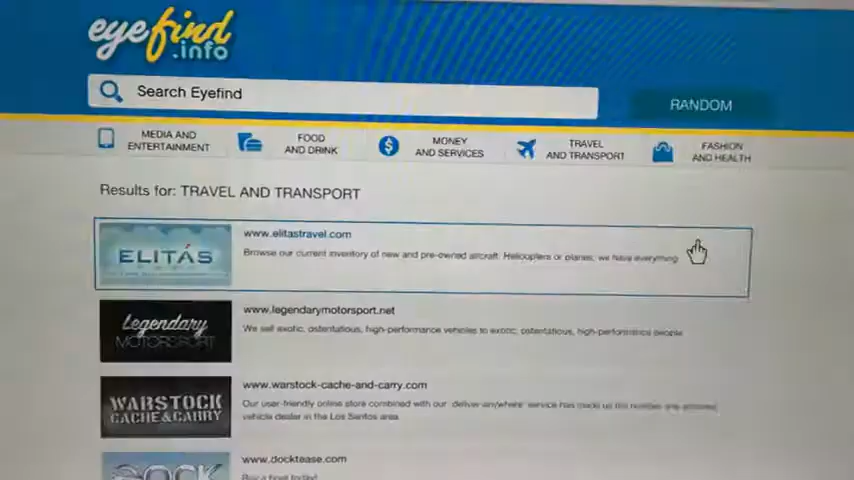 eyefind
.info
Search Eyefind
RANDOM
MEDIA AND
ENTERTAINMENT
FOOD
AND DRINK
MONEY
AND SERVICES
TRAVEL
AND TRANSPORT
FASHION
AND HEALTH
Results for: TRAVEL AND TRANSPORT
ELITÁS
www.elitastravel.com
Browse our current inventory of new and pre-owned aircraft. Helicopters or planes, we have everything
Legendary
MOTORSPORT
www.legendarymotorsport.net
We sell exotic, ostentatious, high-performance vehicles to exotic, ostentatious, high-performance people
WARSTOCK
CACHE & CARRY
www.warstock-cache-and-carry.com
Our user-friendly online store combined with our 'deliver-anywhere' service has made us the number one armored
vehicle dealer in the Los Santos area.
DOCK
www.docktease.com
Buy a boat today!